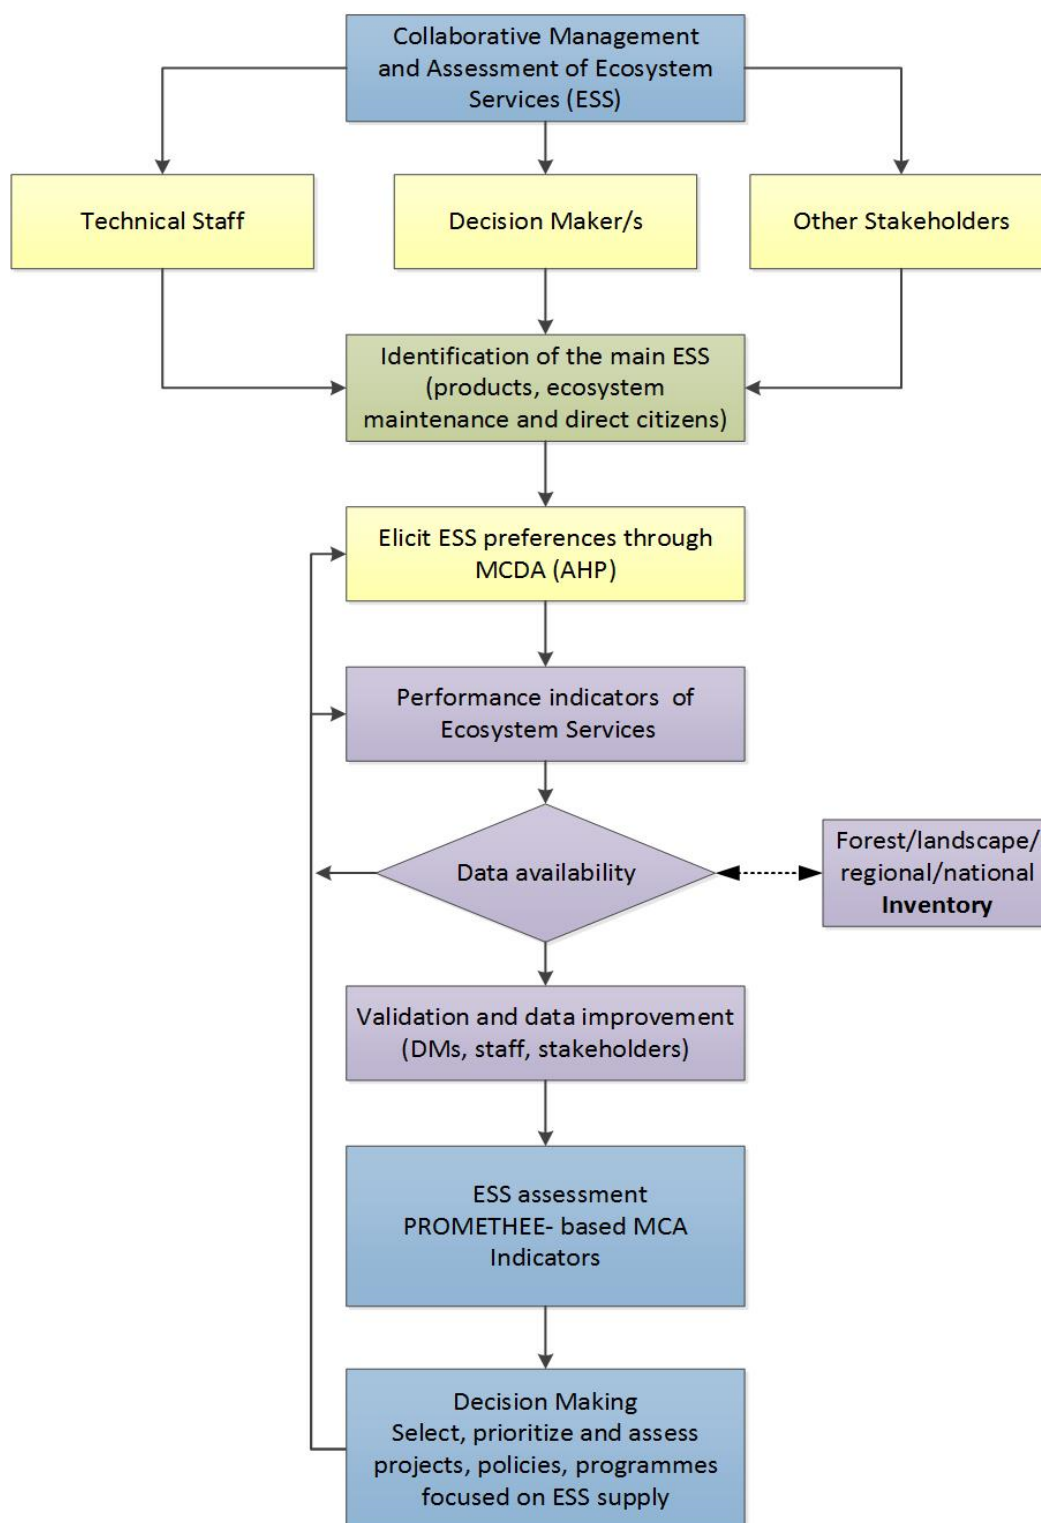 Collaborative Management
and Assessment of Ecosystem
Services (ESS)
Technical Staff
Decision Maker/s
Other Stakeholders
Identification of the main ESS
(products, ecosystem
maintenance and direct citizens)
Elicit ESS preferences through
MCDA (AHP)
Performance indicators of
Ecosystem Services
Data availability
Forest/landscape/
regional/national
Inventory
Validation and data improvement
(DMs, staff, stakeholders)
ESS assessment
PROMETHEE- based MCA
Indicators
Decision Making
Select, prioritize and assess
projects, policies, programmes
focused on ESS supply